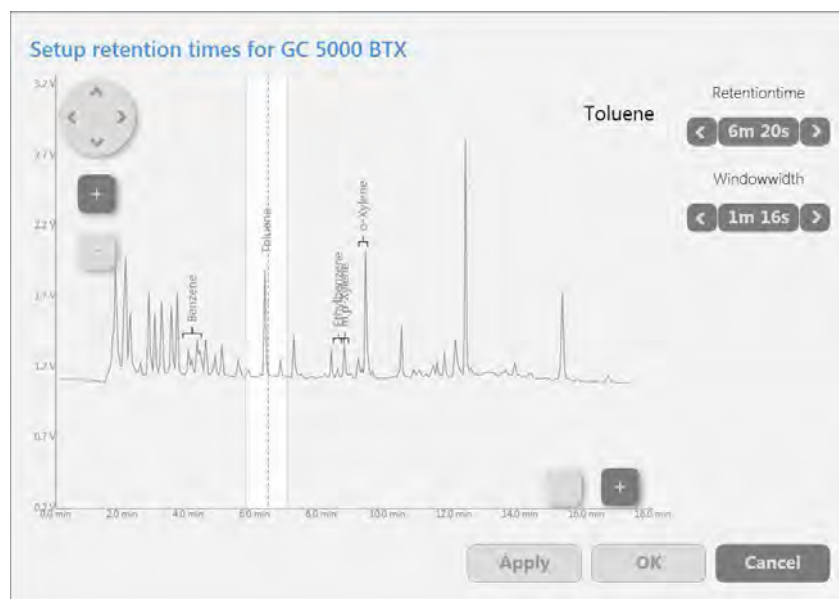 Setup retention times for GC 5000 BTX
3.2 V
2.7 V
2.2 V
1.7 V
1.2 V
0.7 V
0.2 V
0.0 min
2.0 min
4.0 min
6.0 min
8.0 min
10.0 min
12.0 min
14.0 min
16.0 min
18.0 min
Benzene
Toluene
Ethylbenzene
m,p-Xylene
o-Xylene
Toluene
Retentiontime
< 6m 20s >
Windowwidth
< 1m 16s >
+
-
+
Apply
OK
Cancel